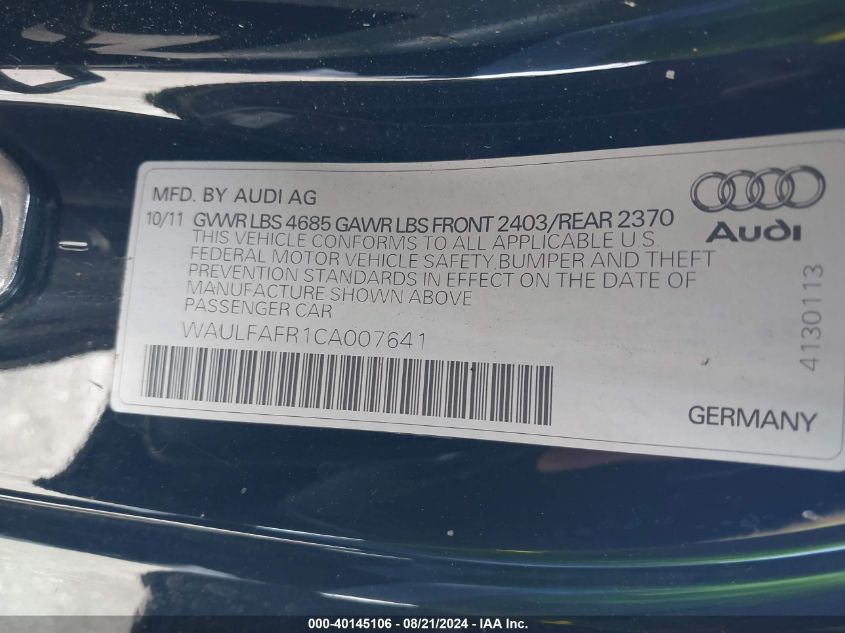 MFD. BY AUDI AG
10/11 GVWR LBS 4685 GAWR LBS FRONT 2403/REAR 2370
THIS VEHICLE CONFORMS TO ALL APPLICABLE U.S.
FEDERAL MOTOR VEHICLE SAFETY, BUMPER AND THEFT
PREVENTION STANDARDS IN EFFECT ON THE DATE OF
MANUFACTURE SHOWN ABOVE
PASSENGER CAR
WAULFAFR1CA007641
Audi
4130113
GERMANY
000-40145106 - 08/21/2024 - IAA Inc.